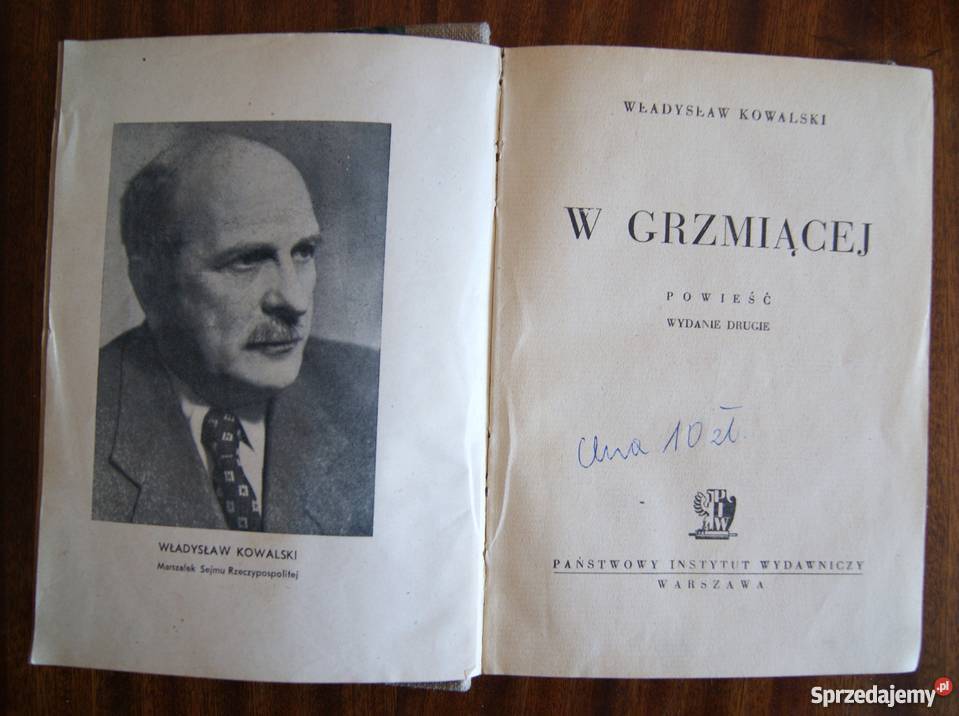 WŁADYSŁAW KOWALSKI
Marszałek Sejmu Rzeczypospolitej
WŁADYSŁAW KOWALSKI
W GRZMIĄCEJ
POWIEŚĆ
WYDANIE DRUGIE
Cena 10 zł.
PIW
PAŃSTWOWY INSTYTUT WYDAWNICZY
WARSZAWA
Sprzedajemy.pl